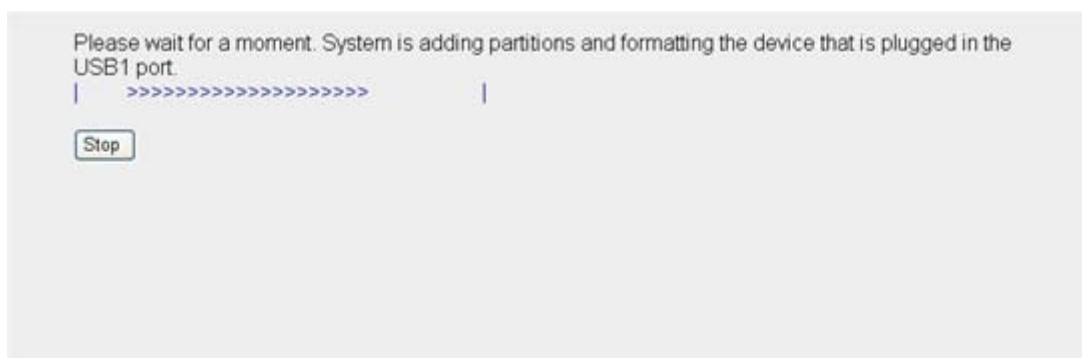 Please wait for a moment. System is adding partitions and formatting the device that is plugged in the
USB1 port.
| >>>>>>>>>>>>>>>>>>>> |
Stop